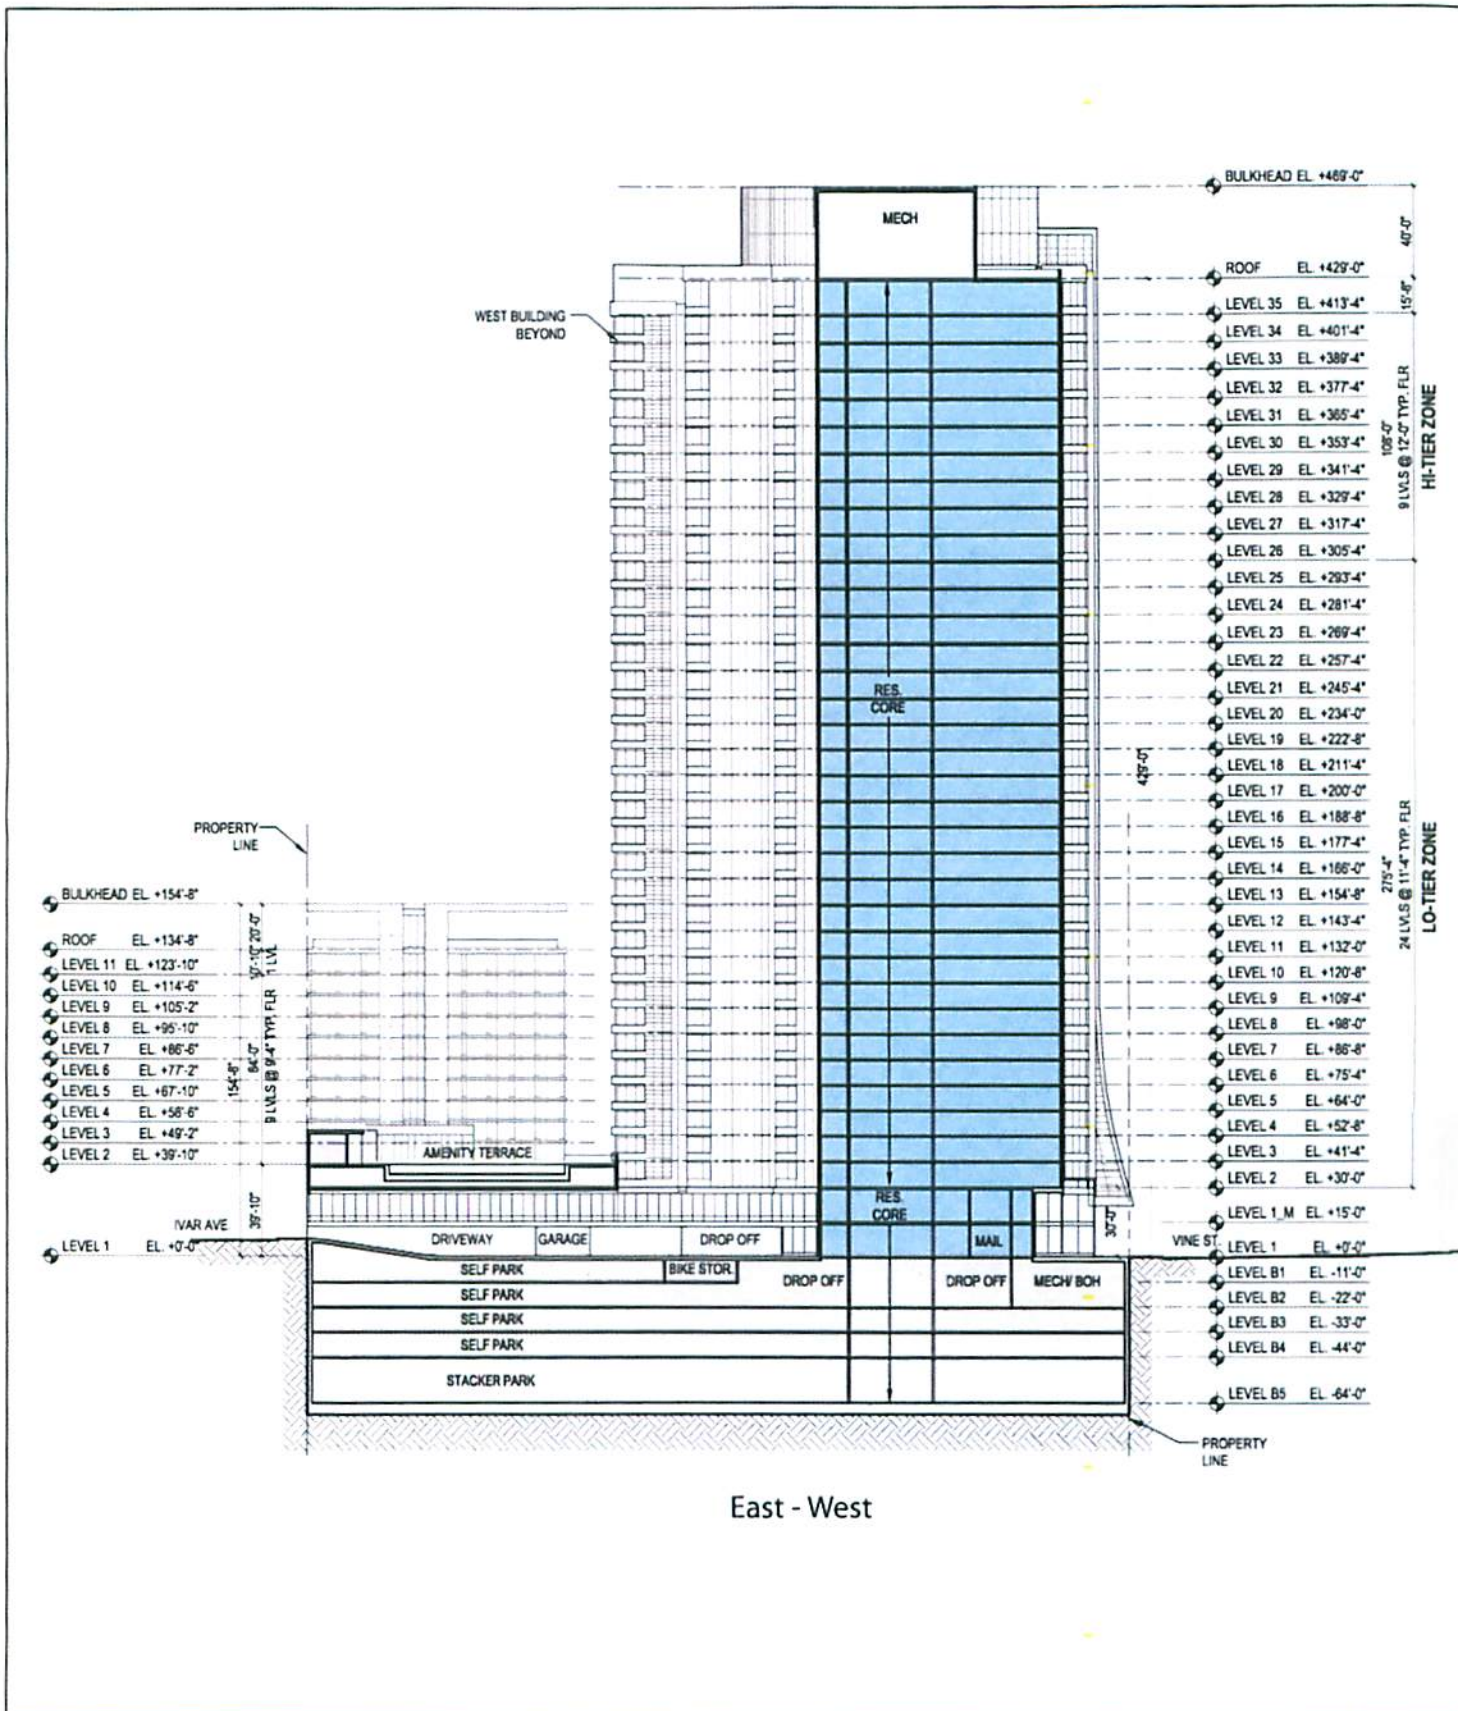 BULKHEAD EL. +469'-0"
MECH
40'-0"
ROOF EL. +429'-0"
15'-8"
LEVEL 35 EL. +413'-4"
WEST BUILDING
BEYOND
LEVEL 34 EL. +401'-4"
LEVEL 33 EL. +389'-4"
LEVEL 32 EL. +377'-4"
LEVEL 31 EL. +365'-4"
LEVEL 30 EL. +353'-4"
LEVEL 29 EL. +341'-4"
LEVEL 28 EL. +329'-4"
LEVEL 27 EL. +317'-4"
LEVEL 26 EL. +305'-4"
108'-0"
9 LVLS @ 12'-0" TYP. FLR
HI-TIER ZONE
LEVEL 25 EL. +293'-4"
LEVEL 24 EL. +281'-4"
LEVEL 23 EL. +269'-4"
LEVEL 22 EL. +257'-4"
LEVEL 21 EL. +245'-4"
RES.
CORE
LEVEL 20 EL. +234'-0"
LEVEL 19 EL. +222'-8"
LEVEL 18 EL. +211'-4"
429'-0"
LEVEL 17 EL. +200'-0"
LEVEL 16 EL. +188'-8"
LEVEL 15 EL. +177'-4"
LEVEL 14 EL. +166'-0"
LEVEL 13 EL. +154'-8"
LEVEL 12 EL. +143'-4"
LEVEL 11 EL. +132'-0"
LEVEL 10 EL. +120'-8"
LEVEL 9 EL. +109'-4"
LEVEL 8 EL. +98'-0"
LEVEL 7 EL. +86'-8"
LEVEL 6 EL. +75'-4"
LEVEL 5 EL. +64'-0"
LEVEL 4 EL. +52'-8"
LEVEL 3 EL. +41'-4"
LEVEL 2 EL. +30'-0"
275'-4"
24 LVLS @ 11'-4" TYP. FLR
LO-TIER ZONE
PROPERTY
LINE
BULKHEAD EL. +154'-8"
ROOF EL. +134'-8"
LEVEL 11 EL. +123'-10"
LEVEL 10 EL. +114'-6"
LEVEL 9 EL. +105'-2"
LEVEL 8 EL. +95'-10"
LEVEL 7 EL. +86'-6"
LEVEL 6 EL. +77'-2"
LEVEL 5 EL. +67'-10"
LEVEL 4 EL. +58'-6"
LEVEL 3 EL. +49'-2"
LEVEL 2 EL. +39'-10"
154'-8"
20'-0"
10'-10"
1 LVL
84'-0"
9 LVLS @ 9'-4" TYP. FLR
39'-10"
AMENITY TERRACE
RES.
CORE
IVAR AVE
LEVEL 1 EL. +0'-0"
DRIVEWAY
GARAGE
DROP OFF
MAIL
30'-0"
LEVEL 1_M EL. +15'-0"
VINE ST.
LEVEL 1 EL. +0'-0"
SELF PARK
BIKE STOR.
DROP OFF
DROP OFF
MECH/ BOH
LEVEL B1 EL. -11'-0"
SELF PARK
LEVEL B2 EL. -22'-0"
SELF PARK
LEVEL B3 EL. -33'-0"
SELF PARK
LEVEL B4 EL. -44'-0"
STACKER PARK
LEVEL B5 EL. -64'-0"
PROPERTY
LINE
East - West